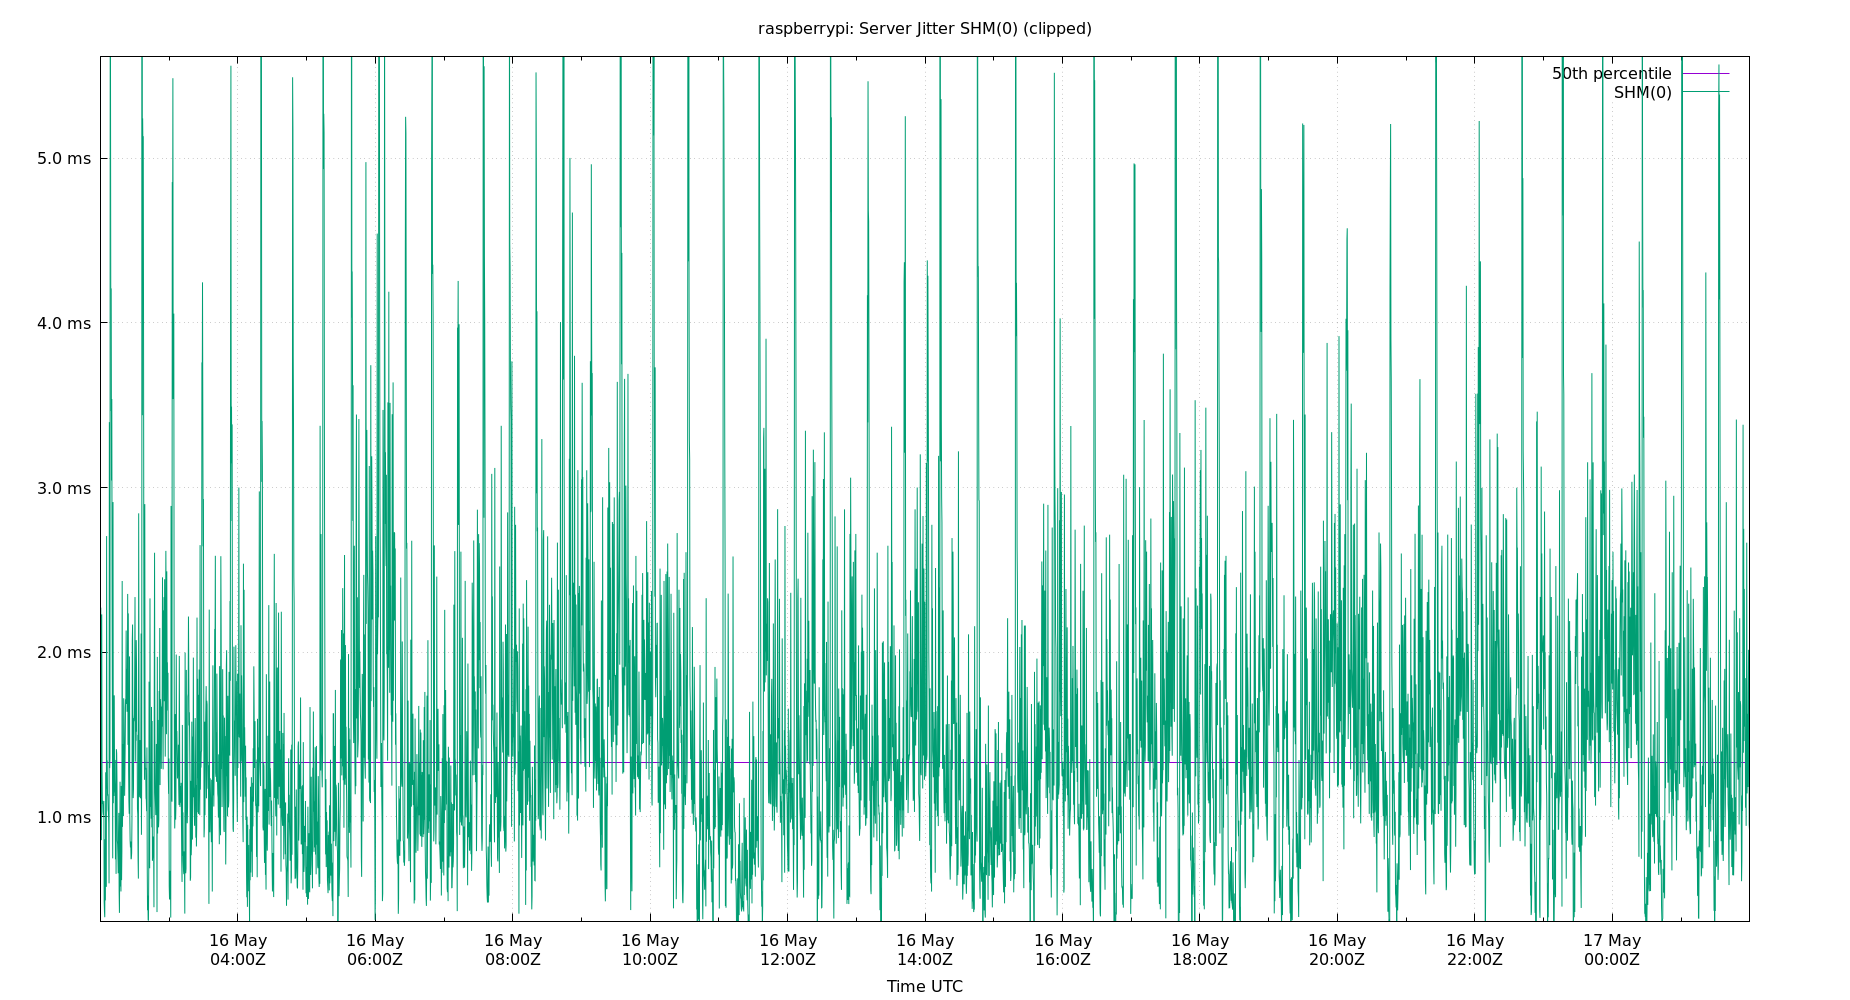 raspberrypi: Server Jitter SHM(0) (clipped)
50th percentile
SHM(0)
5.0 ms
4.0 ms
3.0 ms
2.0 ms
1.0 ms
16 May 16 May 16 May 16 May 16 May 16 May 16 May 16 May 16 May 16 May 17 May
04:00Z 06:00Z 08:00Z 10:00Z 12:00Z 14:00Z 16:00Z 18:00Z 20:00Z 22:00Z 00:00Z
Time UTC